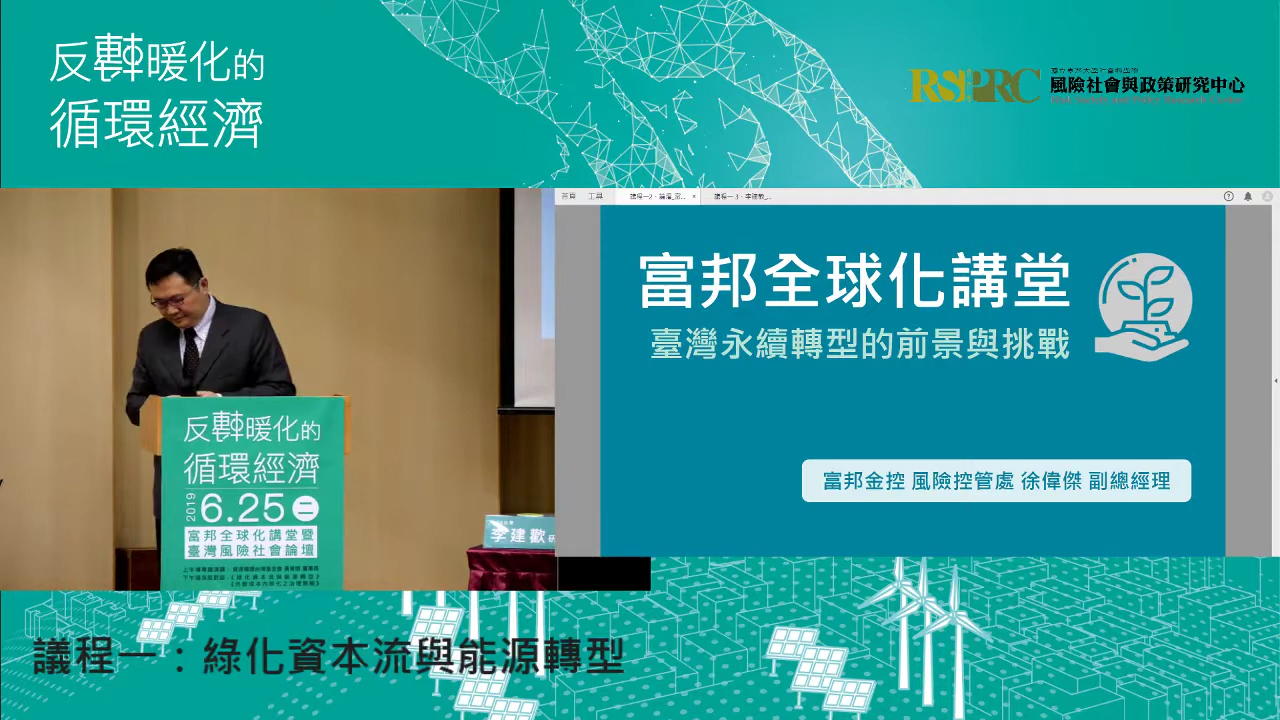 反轉暖化的
循環經濟
RSPRC
風險社會與政策研究中心
首頁 工具
富邦全球化講堂
臺灣永續轉型的前景與挑戰
富邦金控 風險控管處 徐偉傑 副總經理
反轉暖化的
循環經濟
2019 6.25 二
富邦全球化講堂暨
臺灣風險社會論壇
李建歡
議程一：綠化資本流與能源轉型